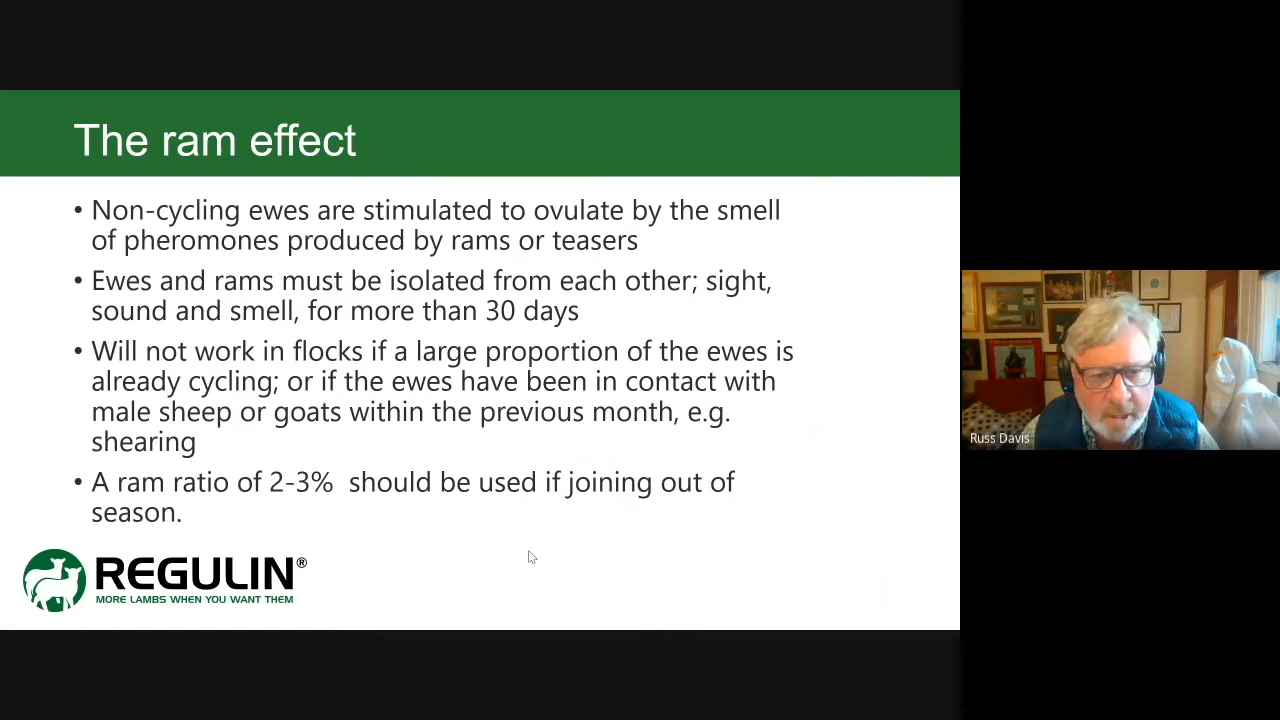 The ram effect
• Non-cycling ewes are stimulated to ovulate by the smell
of pheromones produced by rams or teasers
• Ewes and rams must be isolated from each other; sight,
sound and smell, for more than 30 days
• Will not work in flocks if a large proportion of the ewes is
already cycling; or if the ewes have been in contact with
male sheep or goats within the previous month, e.g.
shearing
• A ram ratio of 2-3%  should be used if joining out of
season.
REGULIN®
MORE LAMBS WHEN YOU WANT THEM
Russ Davis